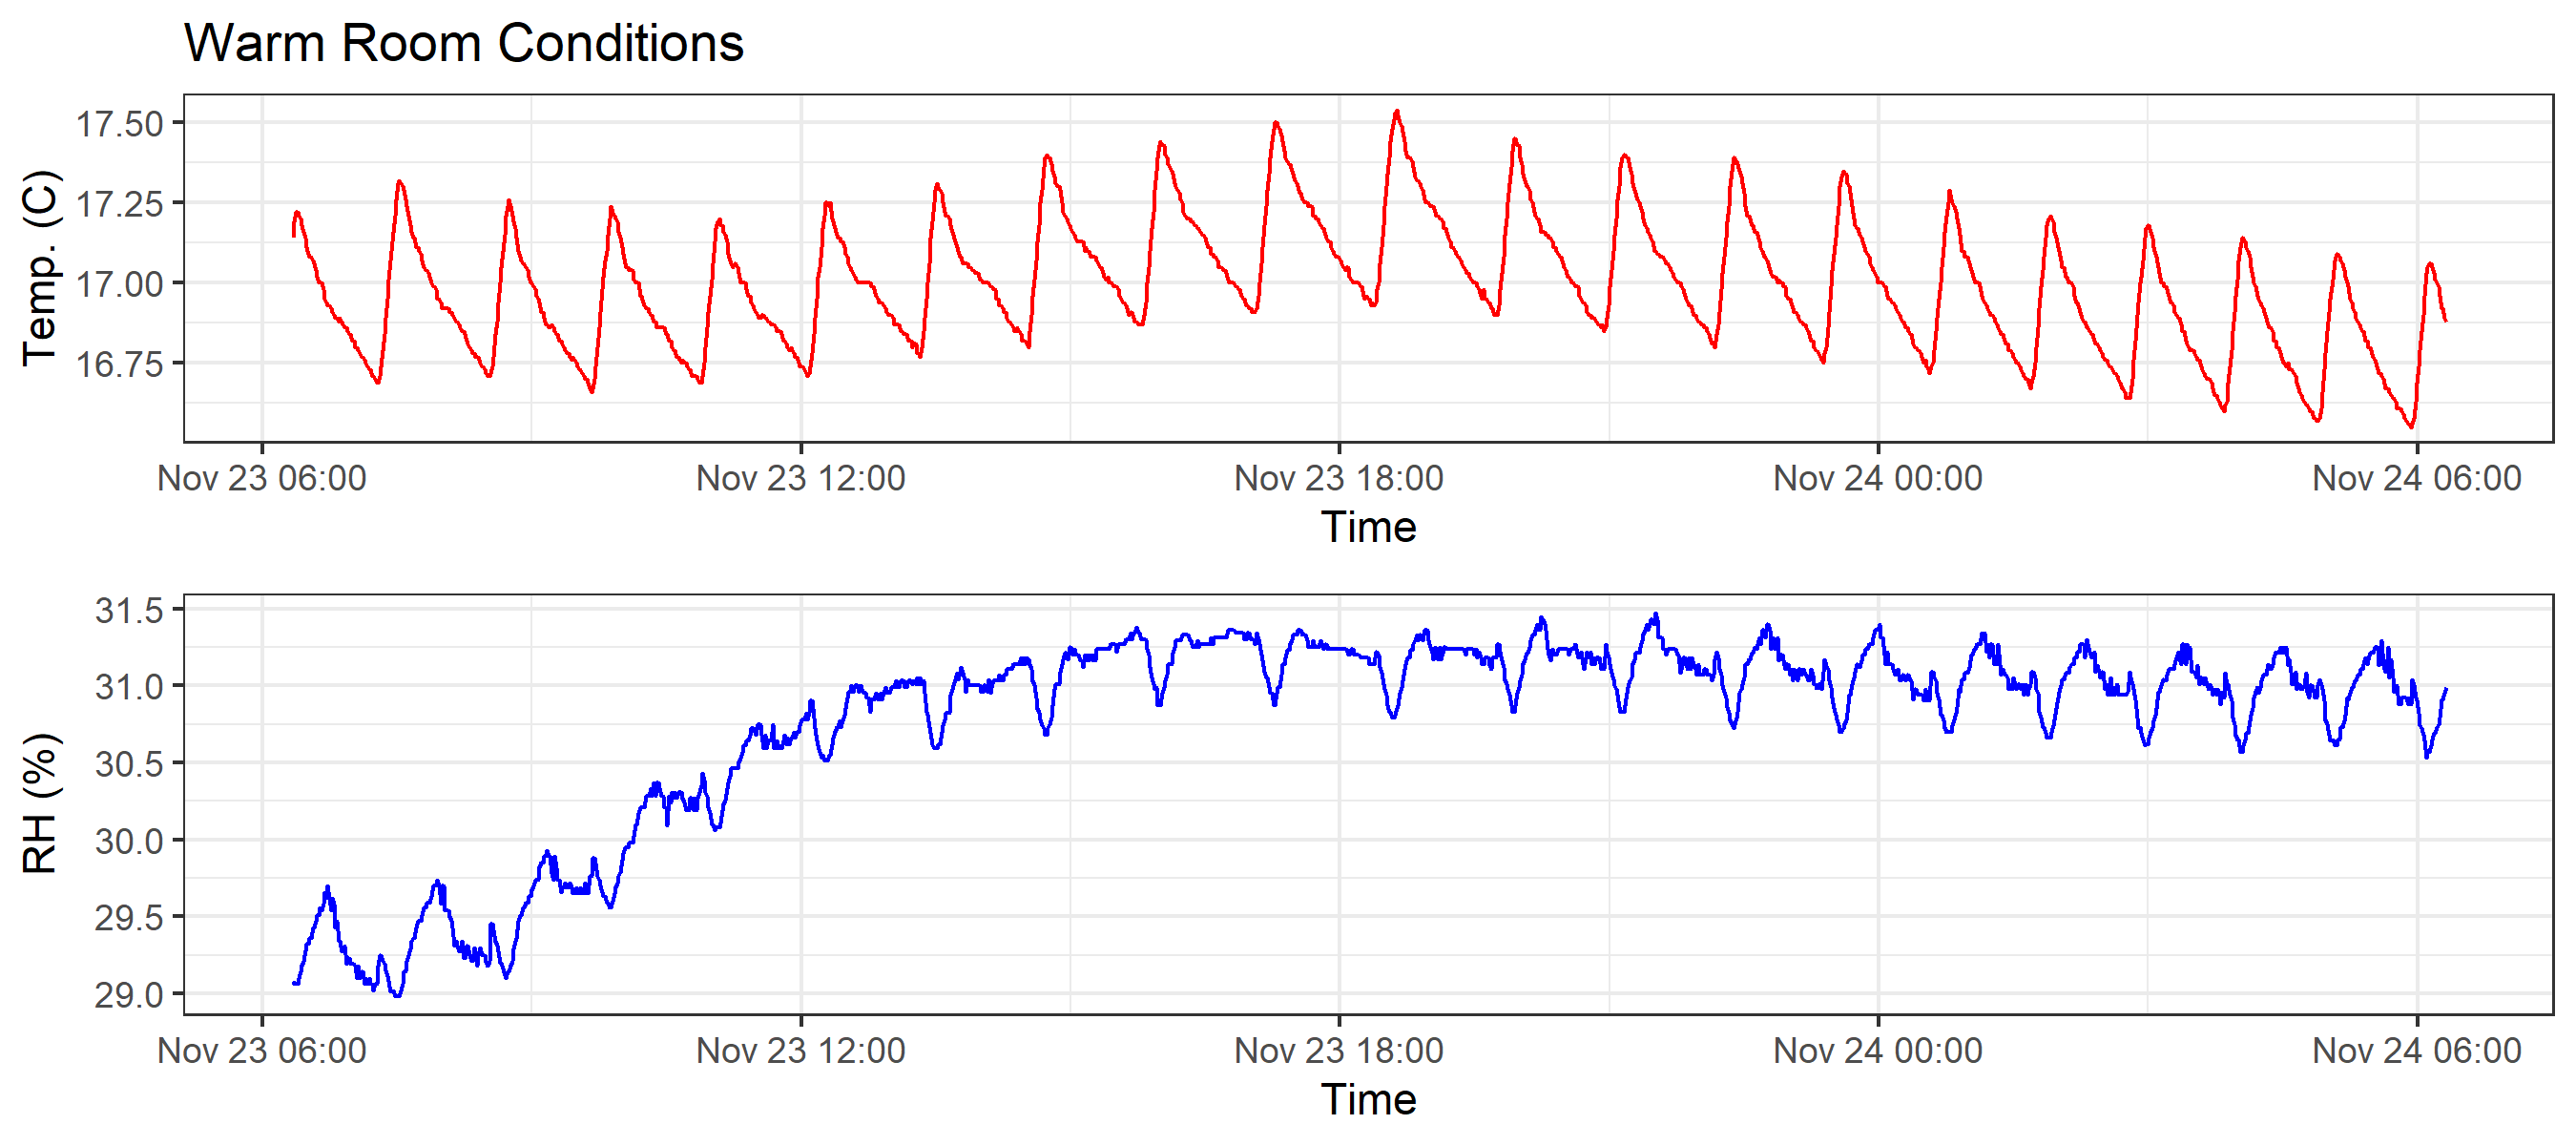 Warm Room Conditions
17.50
17.25
17.00
16.75
Temp. (C)
Nov 23 06:00 Nov 23 12:00 Nov 23 18:00 Nov 24 00:00 Nov 24 06:00
Time
31.5
31.0
30.5
30.0
29.5
29.0
RH (%)
Nov 23 06:00 Nov 23 12:00 Nov 23 18:00 Nov 24 00:00 Nov 24 06:00
Time